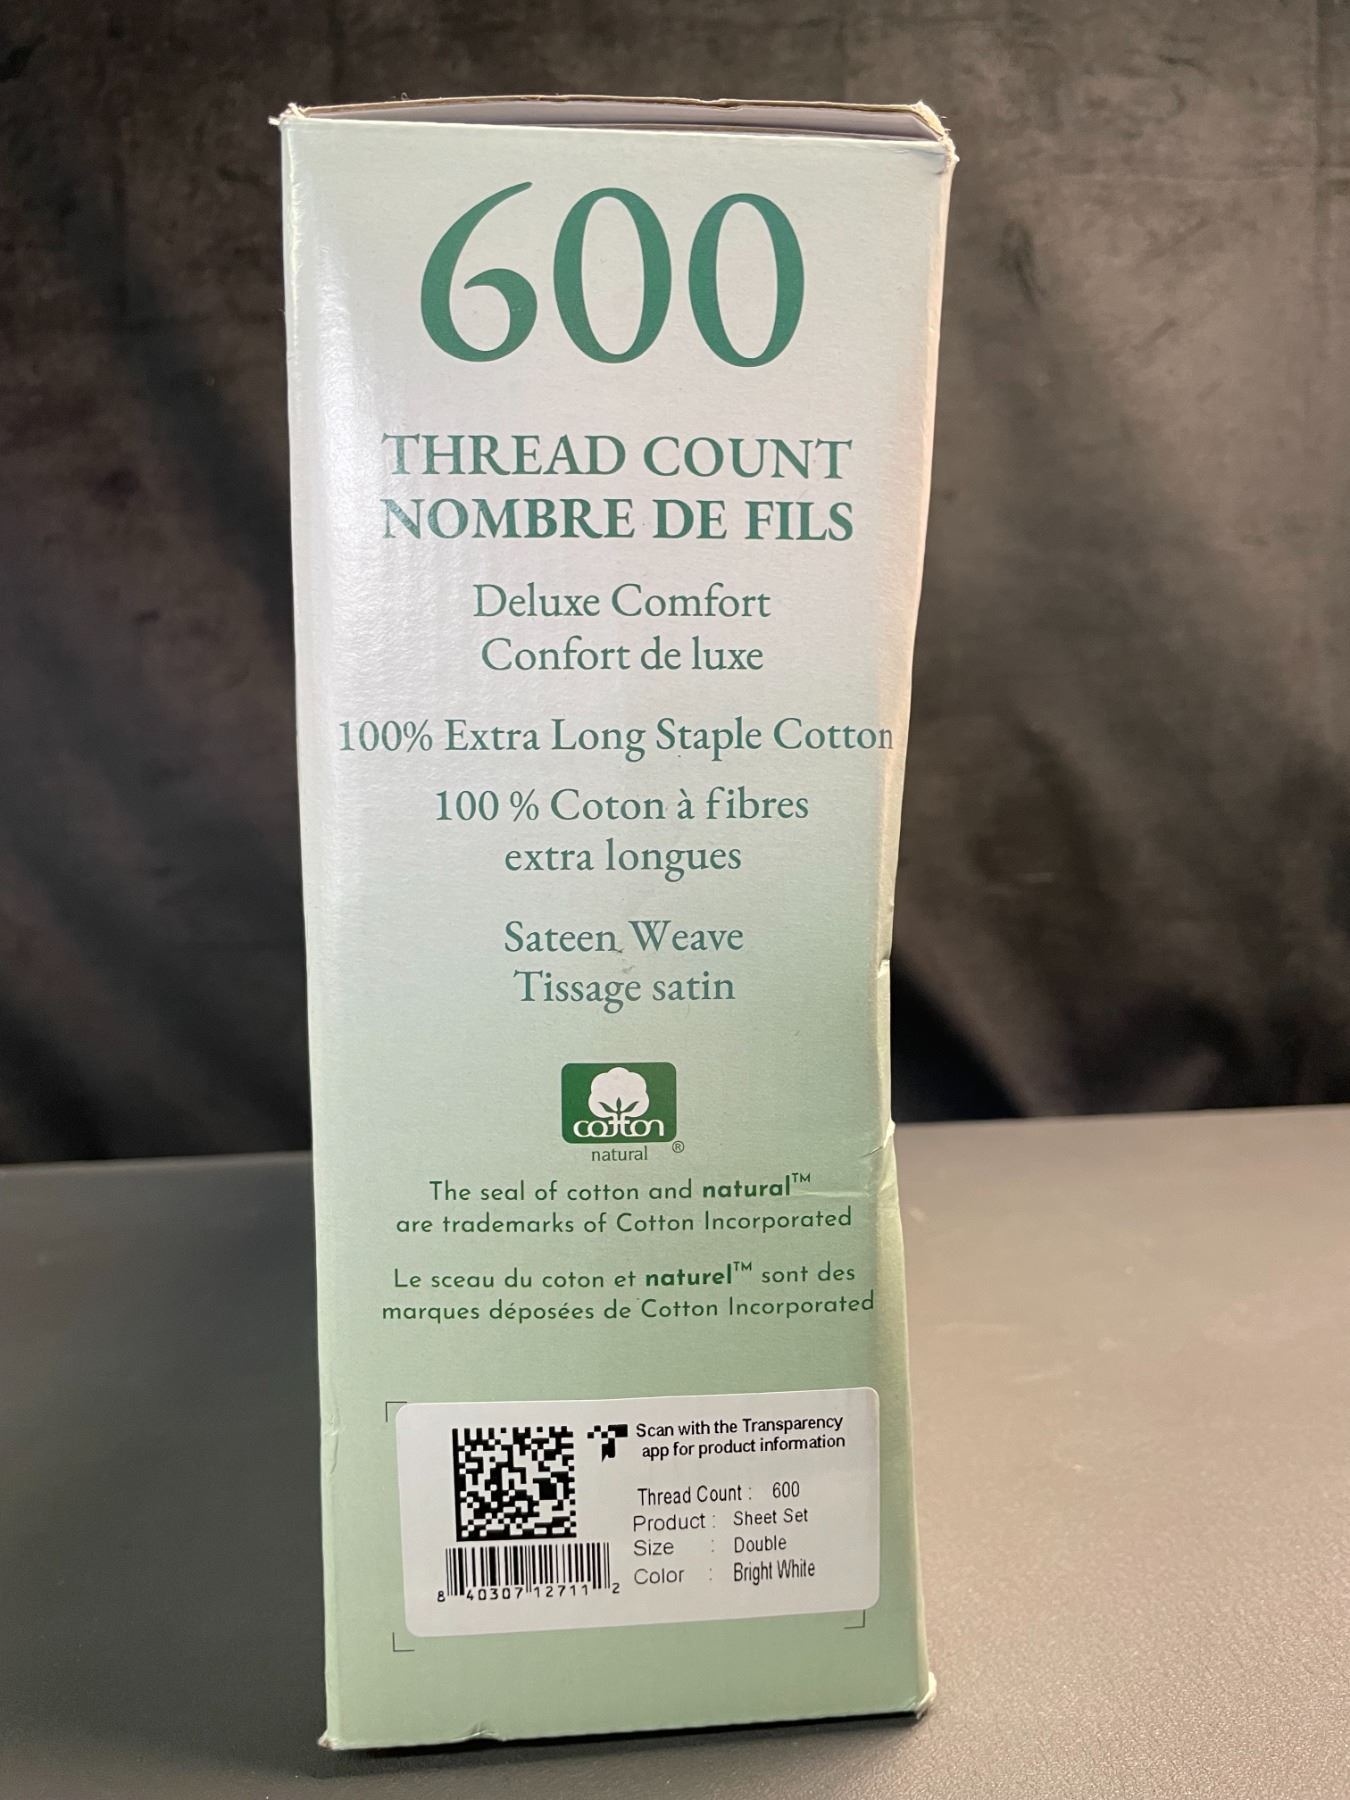 600
THREAD COUNT
NOMBRE DE FILS
Deluxe Comfort
Confort de luxe
100% Extra Long Staple Cotton
100 % Coton à fibres
extra longues
Sateen Weave
Tissage satin
cotton
natural ®
The seal of cotton and natural™
are trademarks of Cotton Incorporated
Le sceau du coton et naturel™ sont des
marques déposées de Cotton Incorporated
Scan with the Transparency
app for product information
Thread Count : 600
Product : Sheet Set
Size : Double
Color : Bright White
8 40307 12711 2